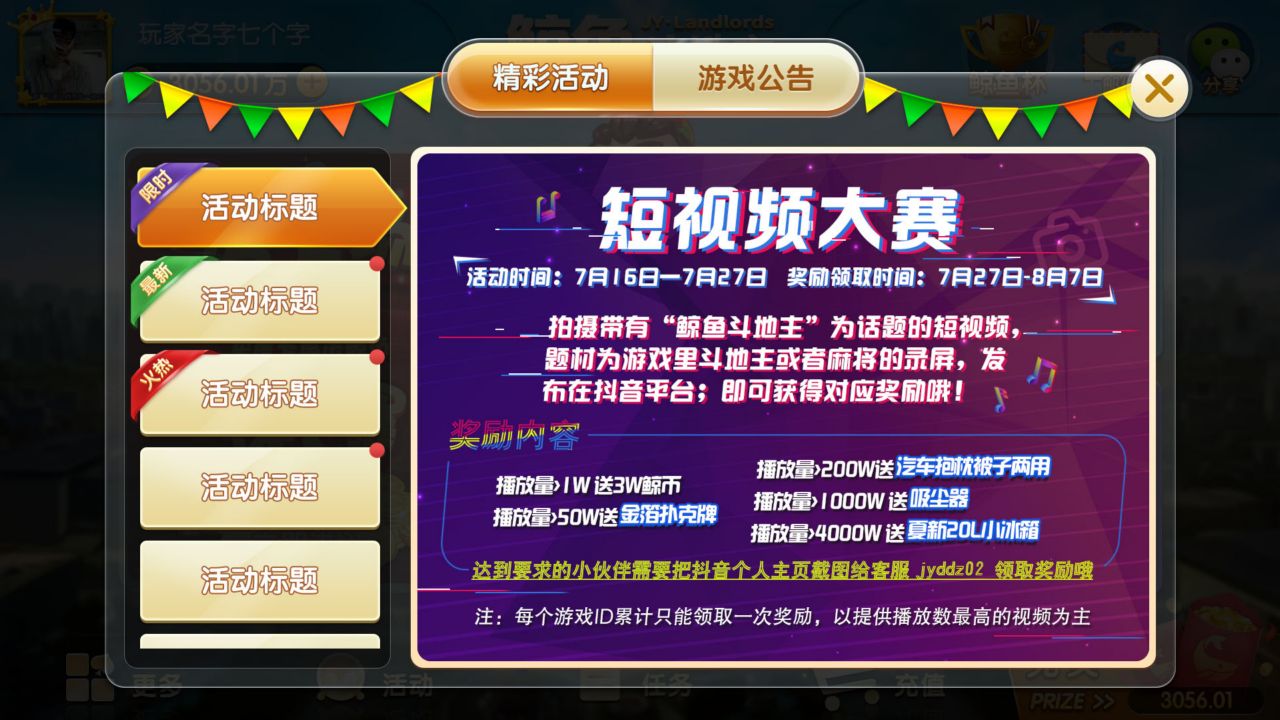 JY·Landlords
玩家名字七个字
3056.01万
鲸鱼杯
分享
精彩活动
游戏公告
限时
活动标题
最新
活动标题
火热
活动标题
活动标题
活动标题
短视频大赛
活动时间：7月16日—7月27日 奖励领取时间：7月27日-8月7日
拍摄带有“鲸鱼斗地主”为话题的短视频，
题材为游戏里斗地主或者麻将的录屏，发
布在抖音平台；即可获得对应奖励哦！
奖励内容
播放量>1W 送3W鲸币
播放量>50W送金箔扑克牌
播放量>200W送汽车抱枕被子两用
播放量>1000W 送吸尘器
播放量>4000W 送夏新20L小冰箱
达到要求的小伙伴需要把抖音个人主页截图给客服 jyddz02 领取奖励哦
注：每个游戏ID累计只能领取一次奖励，以提供播放数最高的视频为主
更多
活动
任务
充值
PRIZE >>
3056.01